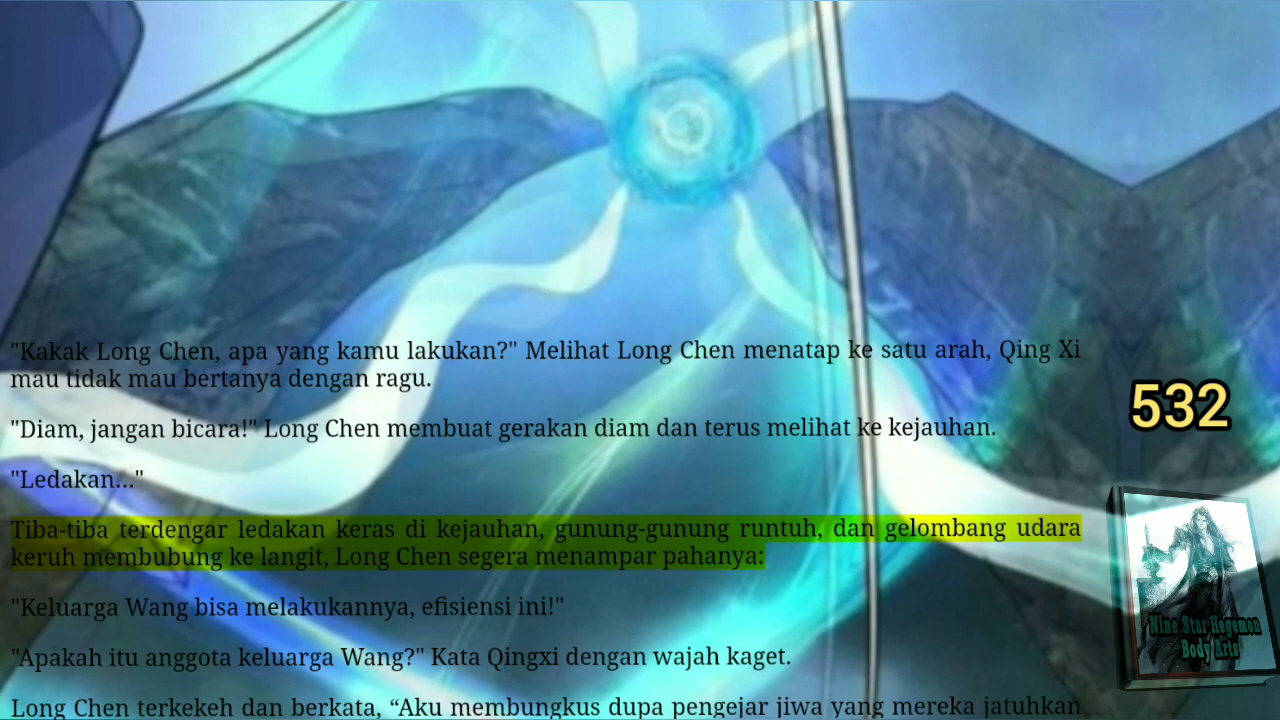 "Kakak Long Chen, apa yang kamu lakukan?" Melihat Long Chen menatap ke satu arah, Qing Xi
mau tidak mau bertanya dengan ragu.
"Diam, jangan bicara!" Long Chen membuat gerakan diam dan terus melihat ke kejauhan.
"Ledakan..."
Tiba-tiba terdengar ledakan keras di kejauhan, gunung-gunung runtuh, dan gelombang udara
keruh membubung ke langit, Long Chen segera menampar pahanya:
"Keluarga Wang bisa melakukannya, efisiensi ini!"
"Apakah itu anggota keluarga Wang?" Kata Qingxi dengan wajah kaget.
Long Chen terkekeh dan berkata, “Aku membungkus dupa pengejar jiwa yang mereka jatuhkan
532
Nine Star Hegemon
Body Arts